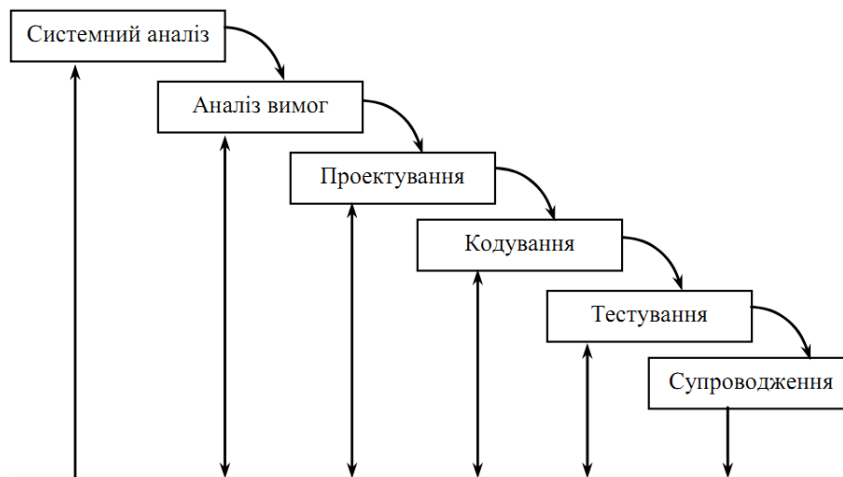 Системний аналіз
Аналіз вимог
Проектування
Кодування
Тестування
Супроводження